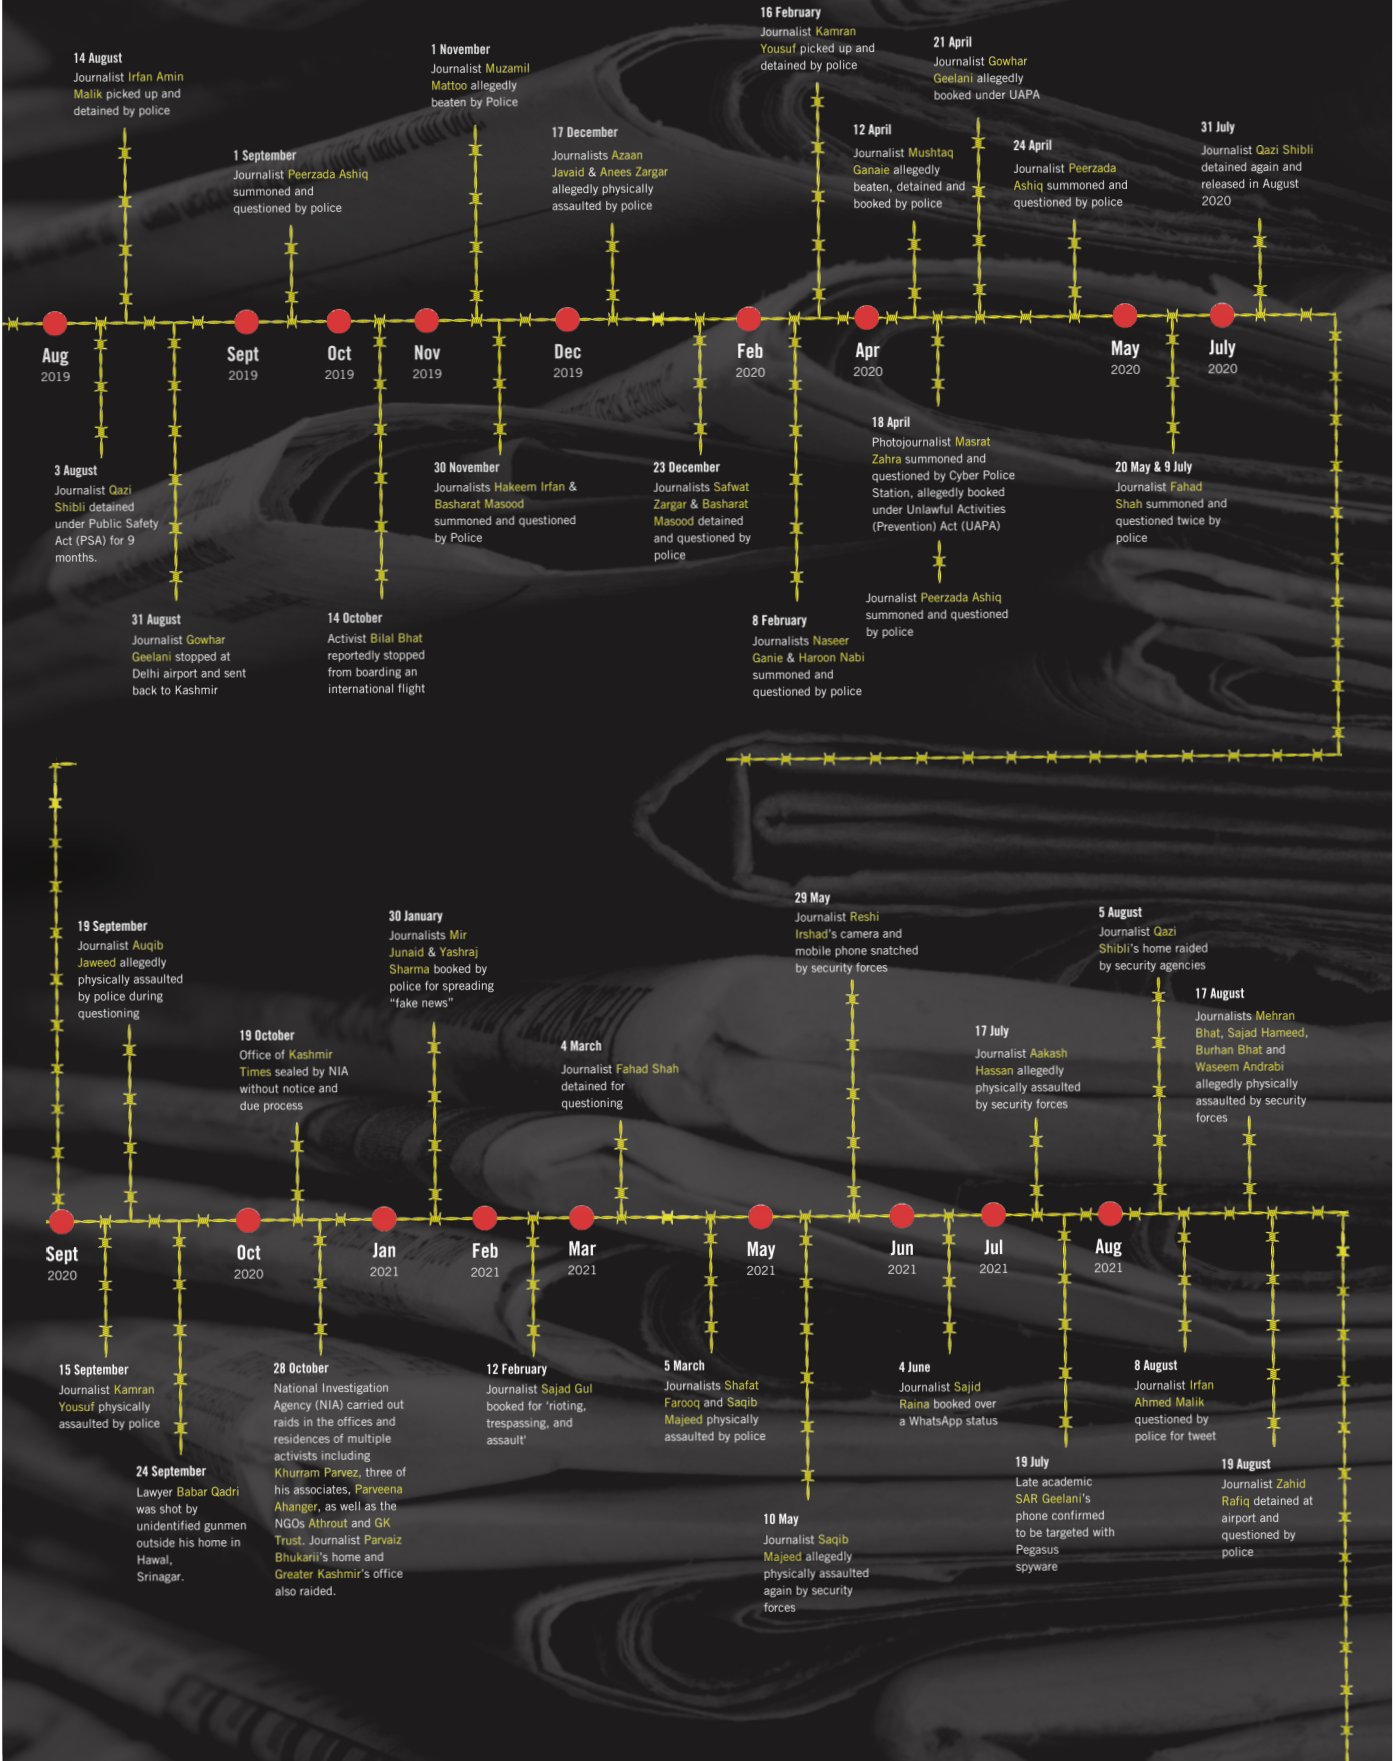 16 February
Journalist Kamran
Yousuf picked up and
detained by police
21 April
Journalist Gowhar
Geelani allegedly
booked under UAPA
1 November
Journalist Muzamil
Mattoo allegedly
beaten by Police
14 August
Journalist Irfan Amin
Malik picked up and
detained by police
17 December
Journalists Azaan
Javaid & Anees Zargar
allegedly physically
assaulted by police
12 April
Journalist Mushtaq
Ganaie allegedly
beaten, detained and
booked by police
24 April
Journalist Peerzada
Ashiq summoned and
questioned by police
31 July
Journalist Qazi Shibli
detained again and
released in August
2020
1 September
Journalist Peerzada Ashiq
summoned and
questioned by police
Aug
2019
Sept
2019
Oct
2019
Nov
2019
Dec
2019
Feb
2020
Apr
2020
May
2020
July
2020
3 August
Journalist Qazi
Shibli detained
under Public Safety
Act (PSA) for 9
months.
31 August
Journalist Gowhar
Geelani stopped at
Delhi airport and sent
back to Kashmir
14 October
Activist Bilal Bhat
reportedly stopped
from boarding an
international flight
30 November
Journalists Hakeem Irfan &
Basharat Masood
summoned and questioned
by Police
23 December
Journalists Safwat
Zargar & Basharat
Masood detained
and questioned by
police
8 February
Journalists Naseer
Ganie & Haroon Nabi
summoned and
questioned by police
18 April
Photojournalist Masrat
Zahra summoned and
questioned by Cyber Police
Station, allegedly booked
under Unlawful Activities
(Prevention) Act (UAPA)
Journalist Peerzada Ashiq
summoned and questioned
by police
20 May & 9 July
Journalist Fahad
Shah summoned and
questioned twice by
police
19 September
Journalist Auqib
Jaweed allegedly
physically assaulted
by police during
questioning
19 October
Office of Kashmir
Times sealed by NIA
without notice and
due process
30 January
Journalists Mir
Junaid & Yashraj
Sharma booked by
police for spreading
“fake news”
4 March
Journalist Fahad Shah
detained for
questioning
29 May
Journalist Reshi
Irshad's camera and
mobile phone snatched
by security forces
17 July
Journalist Aakash
Hassan allegedly
physically assaulted
by security forces
5 August
Journalist Qazi
Shibli's home raided
by security agencies
17 August
Journalists Mehran
Bhat, Sajad Hameed,
Burhan Bhat and
Waseem Andrabi
allegedly physically
assaulted by security
forces
Sept
2020
Oct
2020
Jan
2021
Feb
2021
Mar
2021
May
2021
Jun
2021
Jul
2021
Aug
2021
15 September
Journalist Kamran
Yousuf physically
assaulted by police
24 September
Lawyer Babar Qadri
was shot by
unidentified gunmen
outside his home in
Hawal,
Srinagar.
28 October
National Investigation
Agency (NIA) carried out
raids in the offices and
residences of multiple
activists including
Khurram Parvez, three of
his associates, Parveena
Ahanger, as well as the
NGOs Athrout and GK
Trust. Journalist Parvaiz
Bhukarii's home and
Greater Kashmir's office
also raided.
12 February
Journalist Sajad Gul
booked for 'rioting,
trespassing, and
assault'
5 March
Journalists Shafat
Farooq and Saqib
Majeed physically
assaulted by police
10 May
Journalist Saqib
Majeed allegedly
physically assaulted
again by security
forces
4 June
Journalist Sajid
Raina booked over
a WhatsApp status
19 July
Late academic
SAR Geelani's
phone confirmed
to be targeted with
Pegasus
spyware
8 August
Journalist Irfan
Ahmed Malik
questioned by
police for tweet
19 August
Journalist Zahid
Rafiq detained at
airport and
questioned by
police